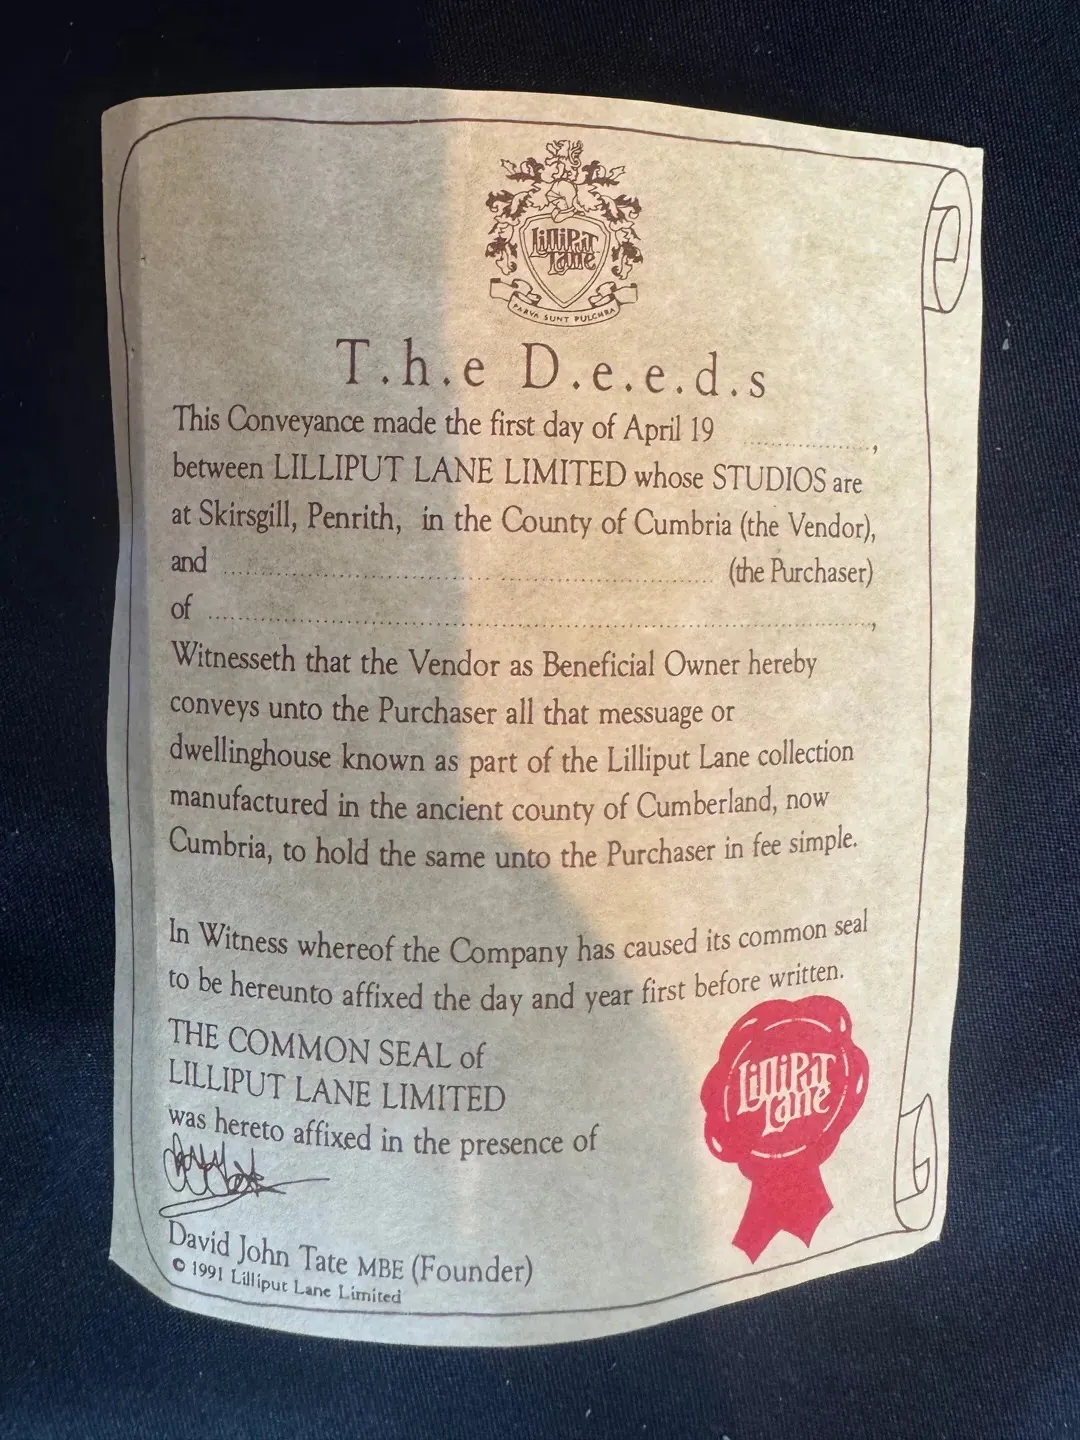 LilliPuT
Lane
PARVA SUNT PULCHRA
T.h.e D.e.e.d.s
This Conveyance made the first day of April 19 ....................,
between LILLIPUT LANE LIMITED whose STUDIOS are
at Skirsgill, Penrith, in the County of Cumbria (the Vendor),
and .................... (the Purchaser)
of ....................,
Witnesseth that the Vendor as Beneficial Owner hereby
conveys unto the Purchaser all that messuage or
dwellinghouse known as part of the Lilliput Lane collection
manufactured in the ancient county of Cumberland, now
Cumbria, to hold the same unto the Purchaser in fee simple.
In Witness whereof the Company has caused its common seal
to be hereunto affixed the day and year first before written.
THE COMMON SEAL of
LILLIPUT LANE LIMITED
was hereto affixed in the presence of
LilliPuT
Lane
David John Tate MBE (Founder)
© 1991 Lilliput Lane Limited